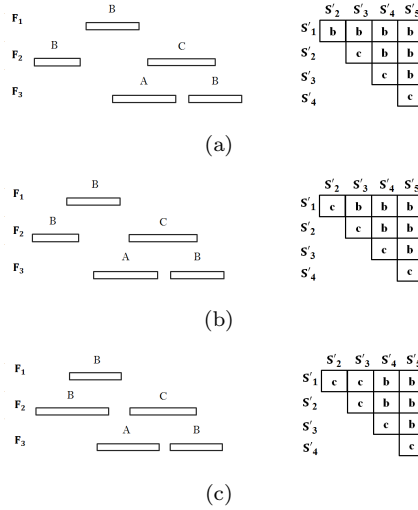 B
F₁
B C
F₂
A B
F₃
S'₂ S'₃ S'₄ S'₅
S'₁ b b b b
S'₂ c b b
S'₃ c b
S'₄ c
(a)
B
F₁
B C
F₂
A B
F₃
S'₂ S'₃ S'₄ S'₅
S'₁ c b b b
S'₂ c b b
S'₃ c b
S'₄ c
(b)
B
F₁
B C
F₂
A B
F₃
S'₂ S'₃ S'₄ S'₅
S'₁ c c b b
S'₂ c b b
S'₃ c b
S'₄ c
(c)